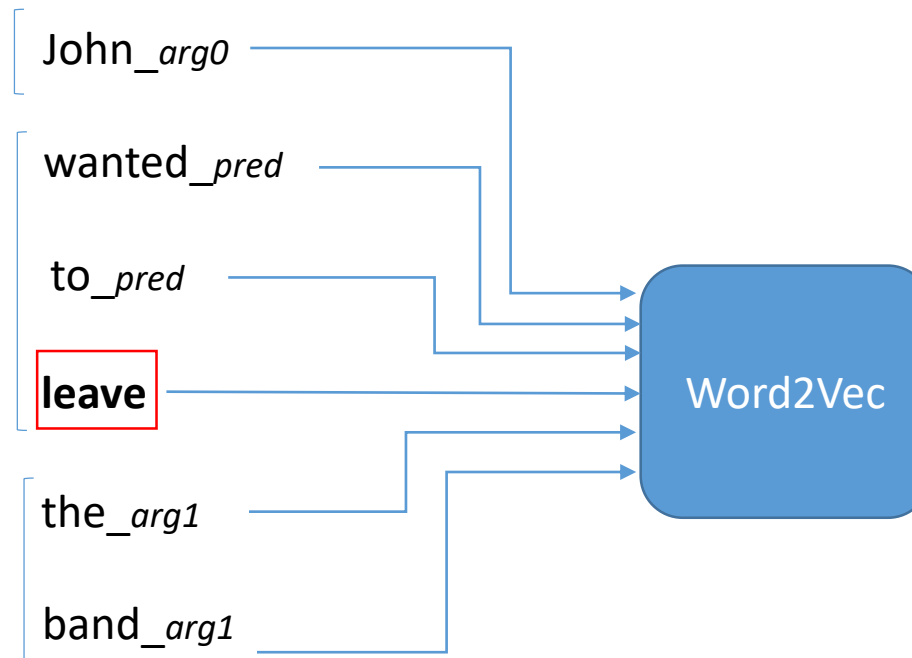 John_arg0
wanted_pred
to_pred
leave
Word2Vec
the_arg1
band_arg1